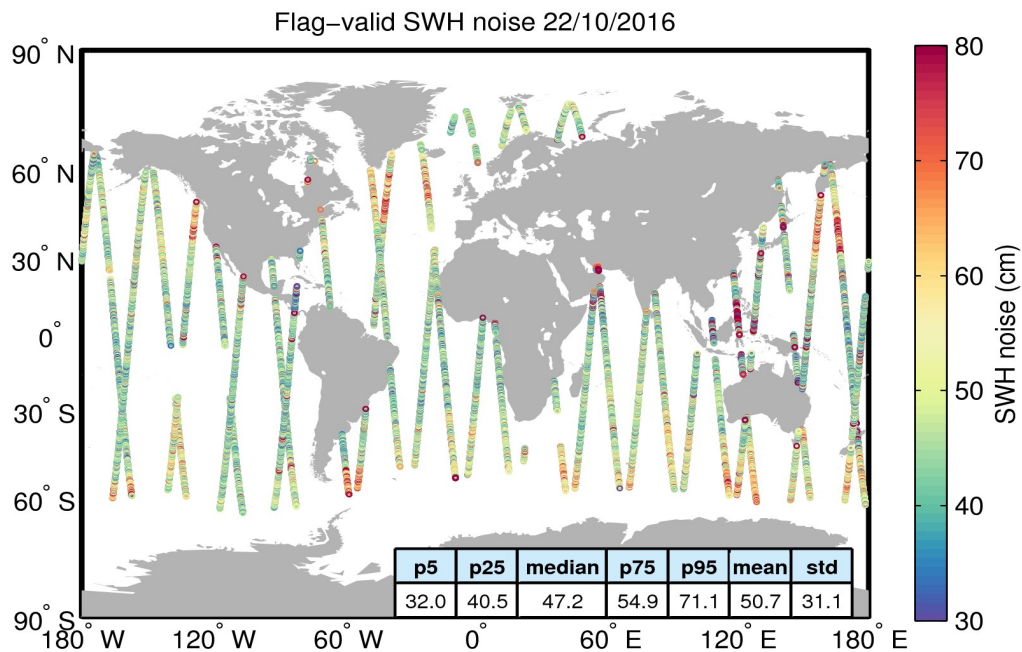 Flag−valid SWH noise 22/10/2016
90° N
60° N
30° N
0°
30° S
60° S
90° S
180° W
120° W
60° W
0°
60° E
120° E
180° E
p5 p25 median p75 p95 mean std
32.0 40.5 47.2 54.9 71.1 50.7 31.1
80
70
60
50
40
30
SWH noise (cm)